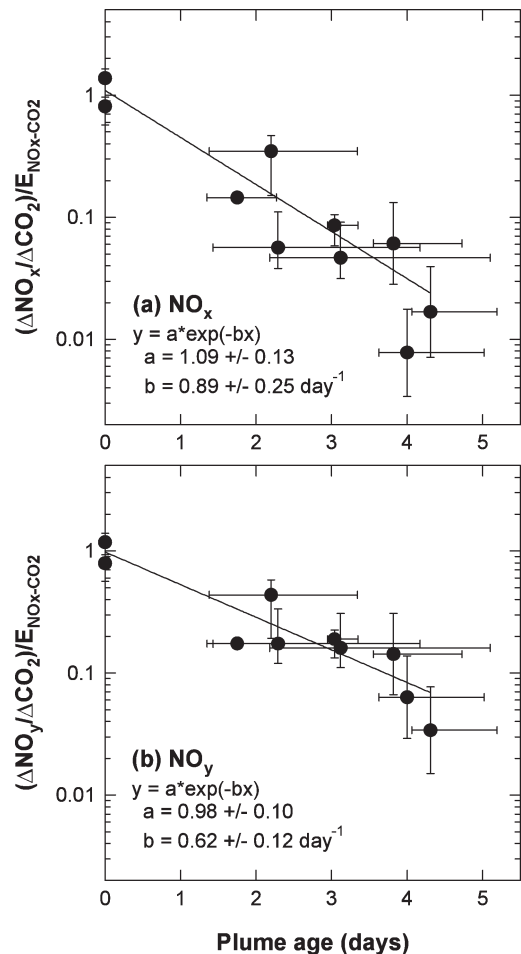 (ΔNOx/ΔCO2)/ENOx-CO2
1
0.1
0.01
(a) NOx
y = a*exp(-bx)
a = 1.09 +/- 0.13
b = 0.89 +/- 0.25 day-1
0 1 2 3 4 5
(ΔNOy/ΔCO2)/ENOx-CO2
1
0.1
0.01
(b) NOy
y = a*exp(-bx)
a = 0.98 +/- 0.10
b = 0.62 +/- 0.12 day-1
0 1 2 3 4 5
Plume age (days)